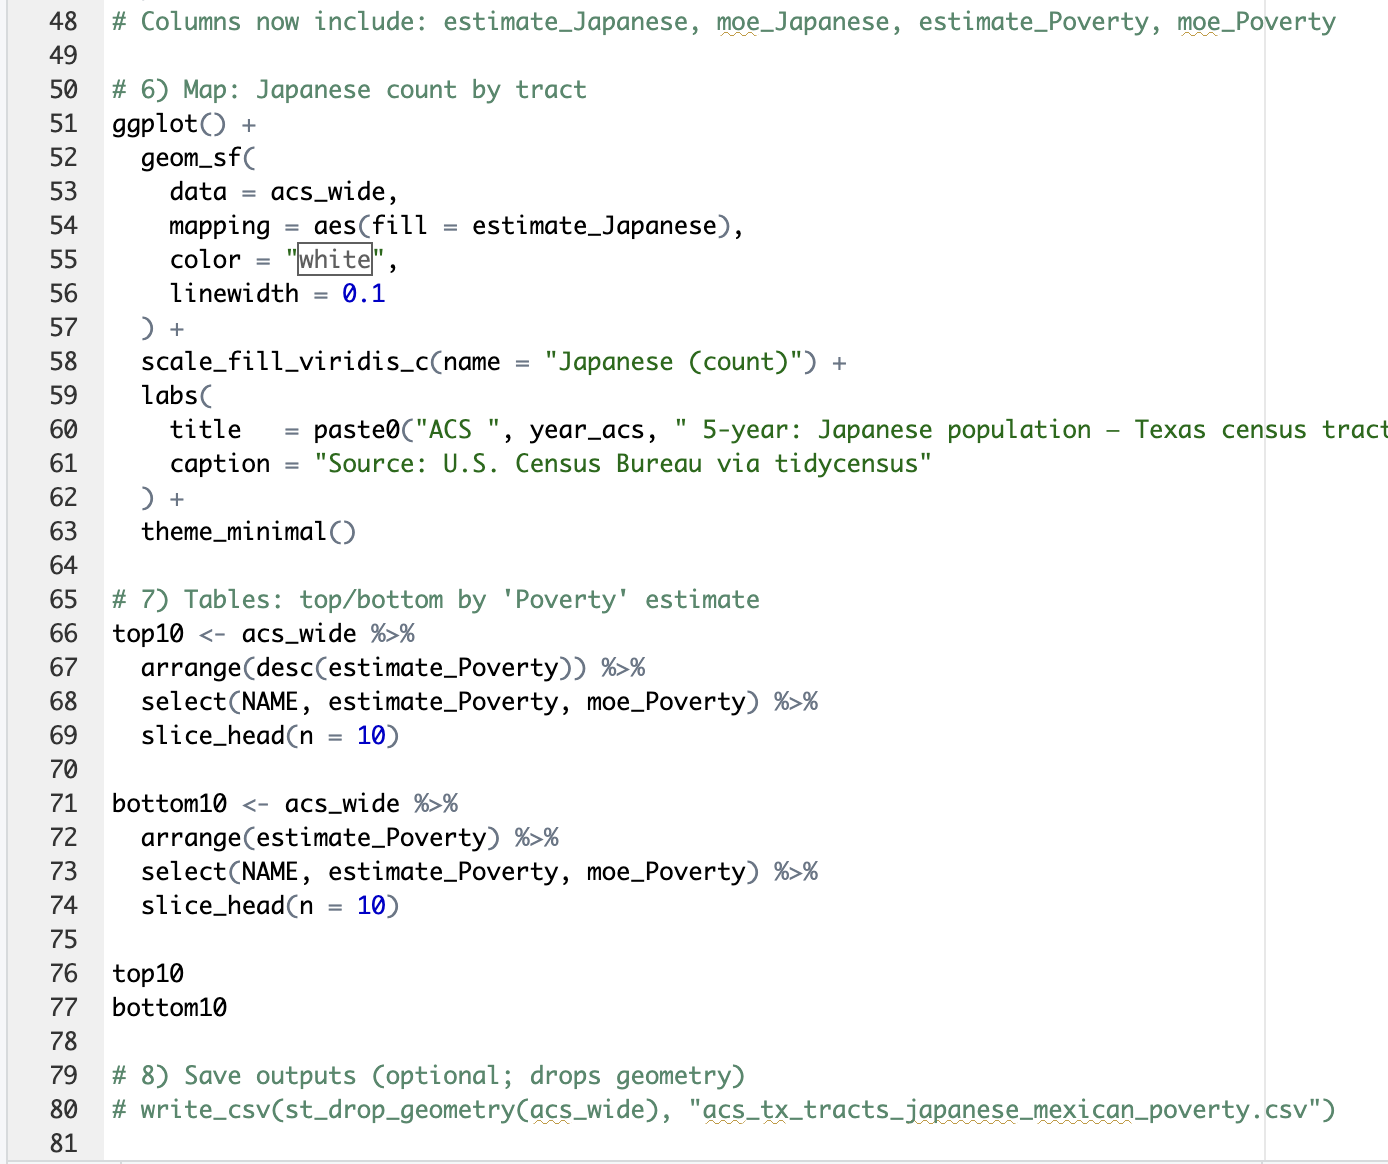 48 # Columns now include: estimate_Japanese, moe_Japanese, estimate_Poverty, moe_Poverty
49
50 # 6) Map: Japanese count by tract
51 ggplot() +
52   geom_sf(
53     data = acs_wide,
54     mapping = aes(fill = estimate_Japanese),
55     color = "white",
56     linewidth = 0.1
57   ) +
58   scale_fill_viridis_c(name = "Japanese (count)") +
59   labs(
60     title   = paste0("ACS ", year_acs, " 5-year: Japanese population – Texas census tract
61     caption = "Source: U.S. Census Bureau via tidycensus"
62   ) +
63   theme_minimal()
64
65 # 7) Tables: top/bottom by 'Poverty' estimate
66 top10 <- acs_wide %>%
67   arrange(desc(estimate_Poverty)) %>%
68   select(NAME, estimate_Poverty, moe_Poverty) %>%
69   slice_head(n = 10)
70
71 bottom10 <- acs_wide %>%
72   arrange(estimate_Poverty) %>%
73   select(NAME, estimate_Poverty, moe_Poverty) %>%
74   slice_head(n = 10)
75
76 top10
77 bottom10
78
79 # 8) Save outputs (optional; drops geometry)
80 # write_csv(st_drop_geometry(acs_wide), "acs_tx_tracts_japanese_mexican_poverty.csv")
81